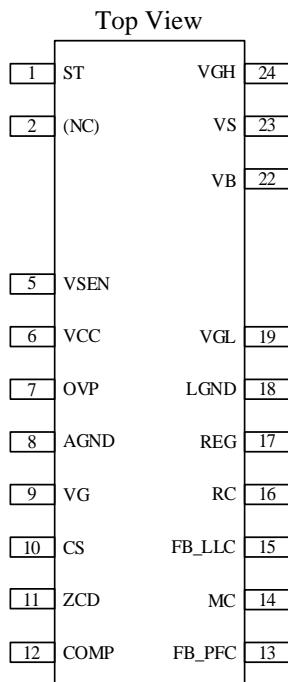 Top View
1 ST VGH 24
2 (NC) VS 23
VB 22
5 VSEN
6 VCC VGL 19
7 OVP LGND 18
8 AGND REG 17
9 VG RC 16
10 CS FB_LLC 15
11 ZCD MC 14
12 COMP FB_PFC 13